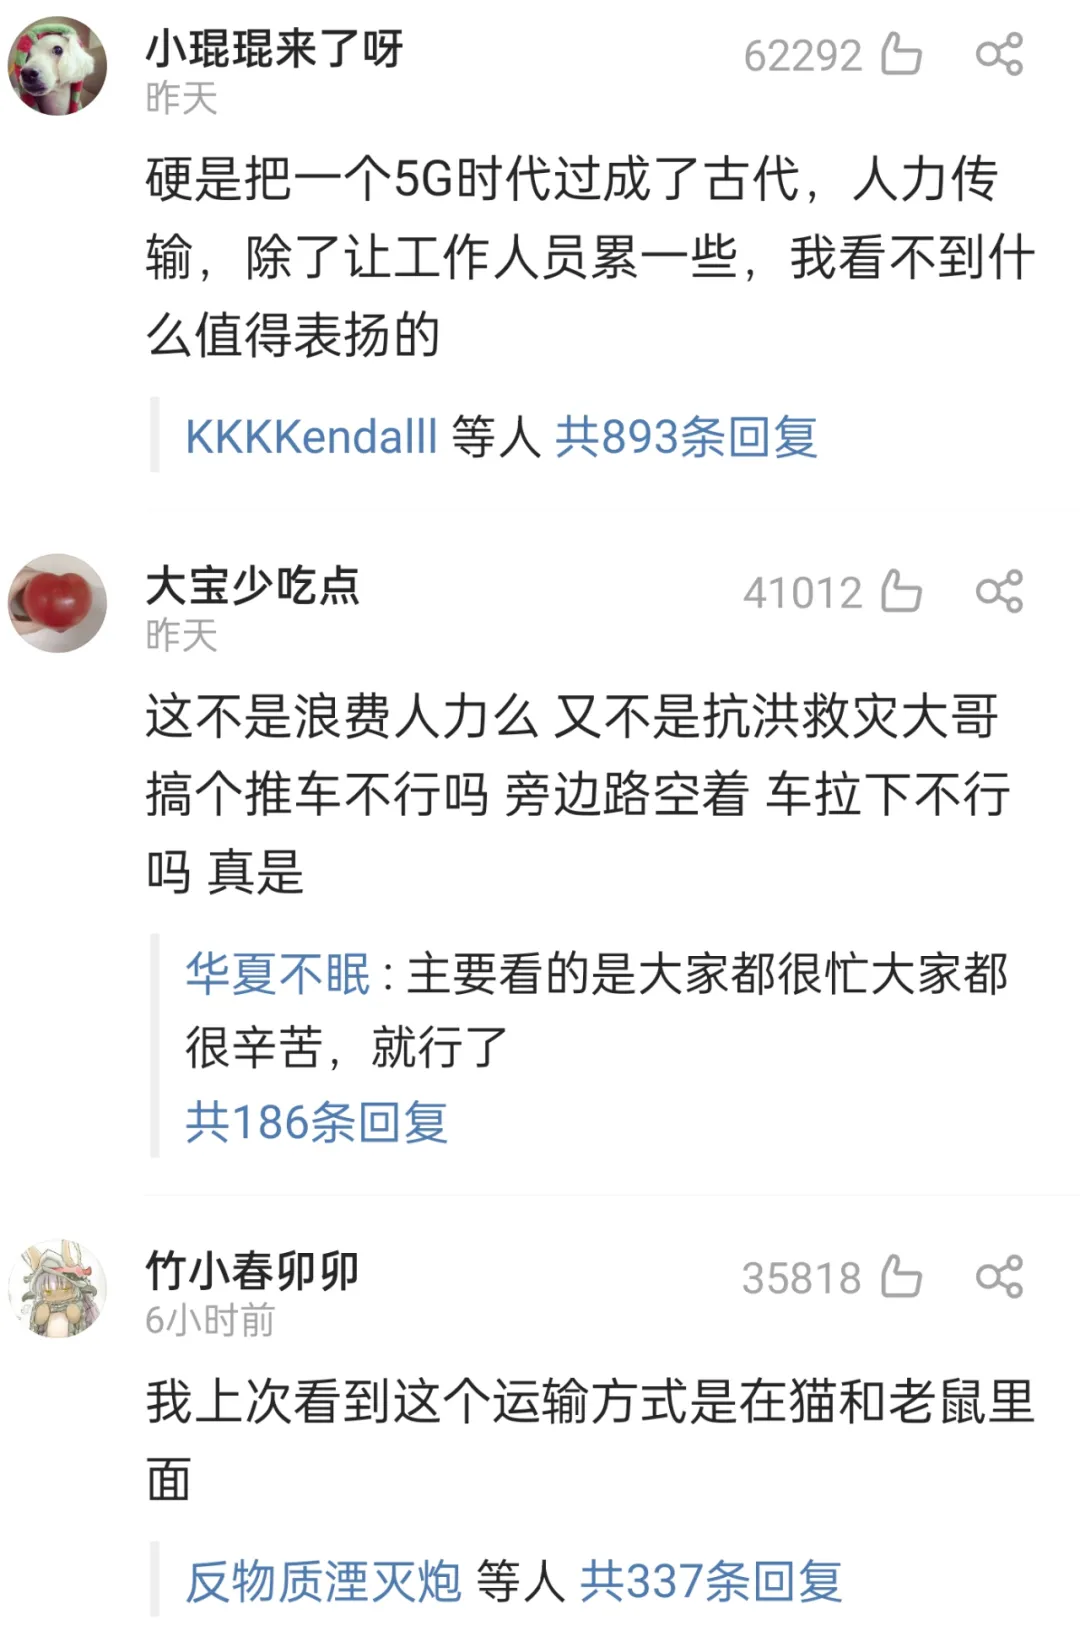 小琨琨来了呀
62292
昨天
硬是把一个5G时代过成了古代，人力传
输，除了让工作人员累一些，我看不到什
么值得表扬的
KKKKendalll 等人 共893条回复
大宝少吃点
41012
昨天
这不是浪费人力么 又不是抗洪救灾大哥
搞个推车不行吗 旁边路空着 车拉下不行
吗 真是
华夏不眠 : 主要看的是大家都很忙大家都
很辛苦，就行了
共186条回复
竹小春卯卯
35818
6小时前
我上次看到这个运输方式是在猫和老鼠里
面
反物质湮灭炮 等人 共337条回复